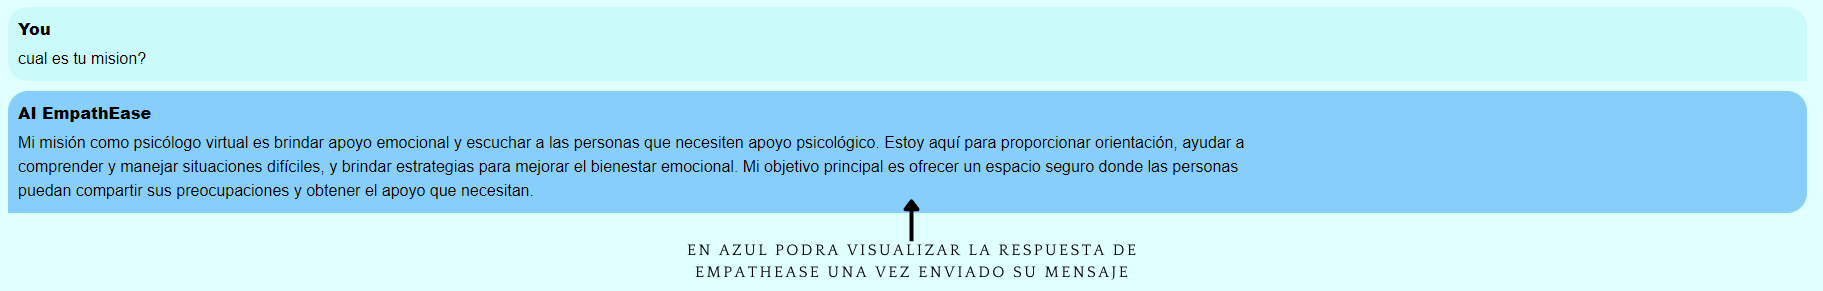 You
cual es tu mision?
AI EmpathEase
Mi misión como psicólogo virtual es brindar apoyo emocional y escuchar a las personas que necesiten apoyo psicológico. Estoy aquí para proporcionar orientación, ayudar a
comprender y manejar situaciones difíciles, y brindar estrategias para mejorar el bienestar emocional. Mi objetivo principal es ofrecer un espacio seguro donde las personas
puedan compartir sus preocupaciones y obtener el apoyo que necesitan.
EN AZUL PODRA VISUALIZAR LA RESPUESTA DE
EMPATHEASE UNA VEZ ENVIADO SU MENSAJE